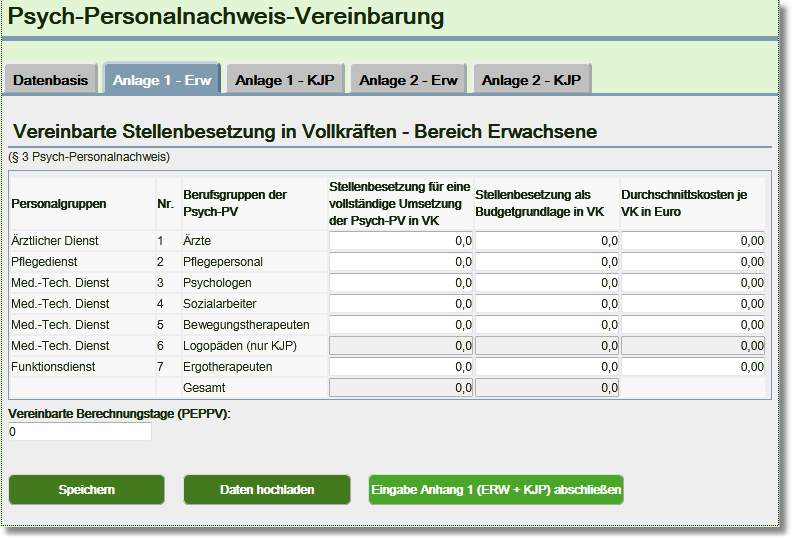 Psych-Personalnachweis-Vereinbarung
Datenbasis Anlage 1 - Erw Anlage 1 - KJP Anlage 2 - Erw Anlage 2 - KJP
Vereinbarte Stellenbesetzung in Vollkräften - Bereich Erwachsene
(§ 3 Psych-Personalnachweis)
Personalgruppen Nr. Berufsgruppen der Psych-PV Stellenbesetzung für eine vollständige Umsetzung der Psych-PV in VK Stellenbesetzung als Budgetgrundlage in VK Durchschnittskosten je VK in Euro
Ärztlicher Dienst 1 Ärzte 0,0 0,0 0,00
Pflegedienst 2 Pflegepersonal 0,0 0,0 0,00
Med.-Tech. Dienst 3 Psychologen 0,0 0,0 0,00
Med.-Tech. Dienst 4 Sozialarbeiter 0,0 0,0 0,00
Med.-Tech. Dienst 5 Bewegungstherapeuten 0,0 0,0 0,00
Med.-Tech. Dienst 6 Logopäden (nur KJP) 0,0 0,0 0,00
Funktionsdienst 7 Ergotherapeuten 0,0 0,0 0,00
Gesamt 0,0 0,0
Vereinbarte Berechnungstage (PEPPV):
0
Speichern Daten hochladen Eingabe Anhang 1 (ERW + KJP) abschließen